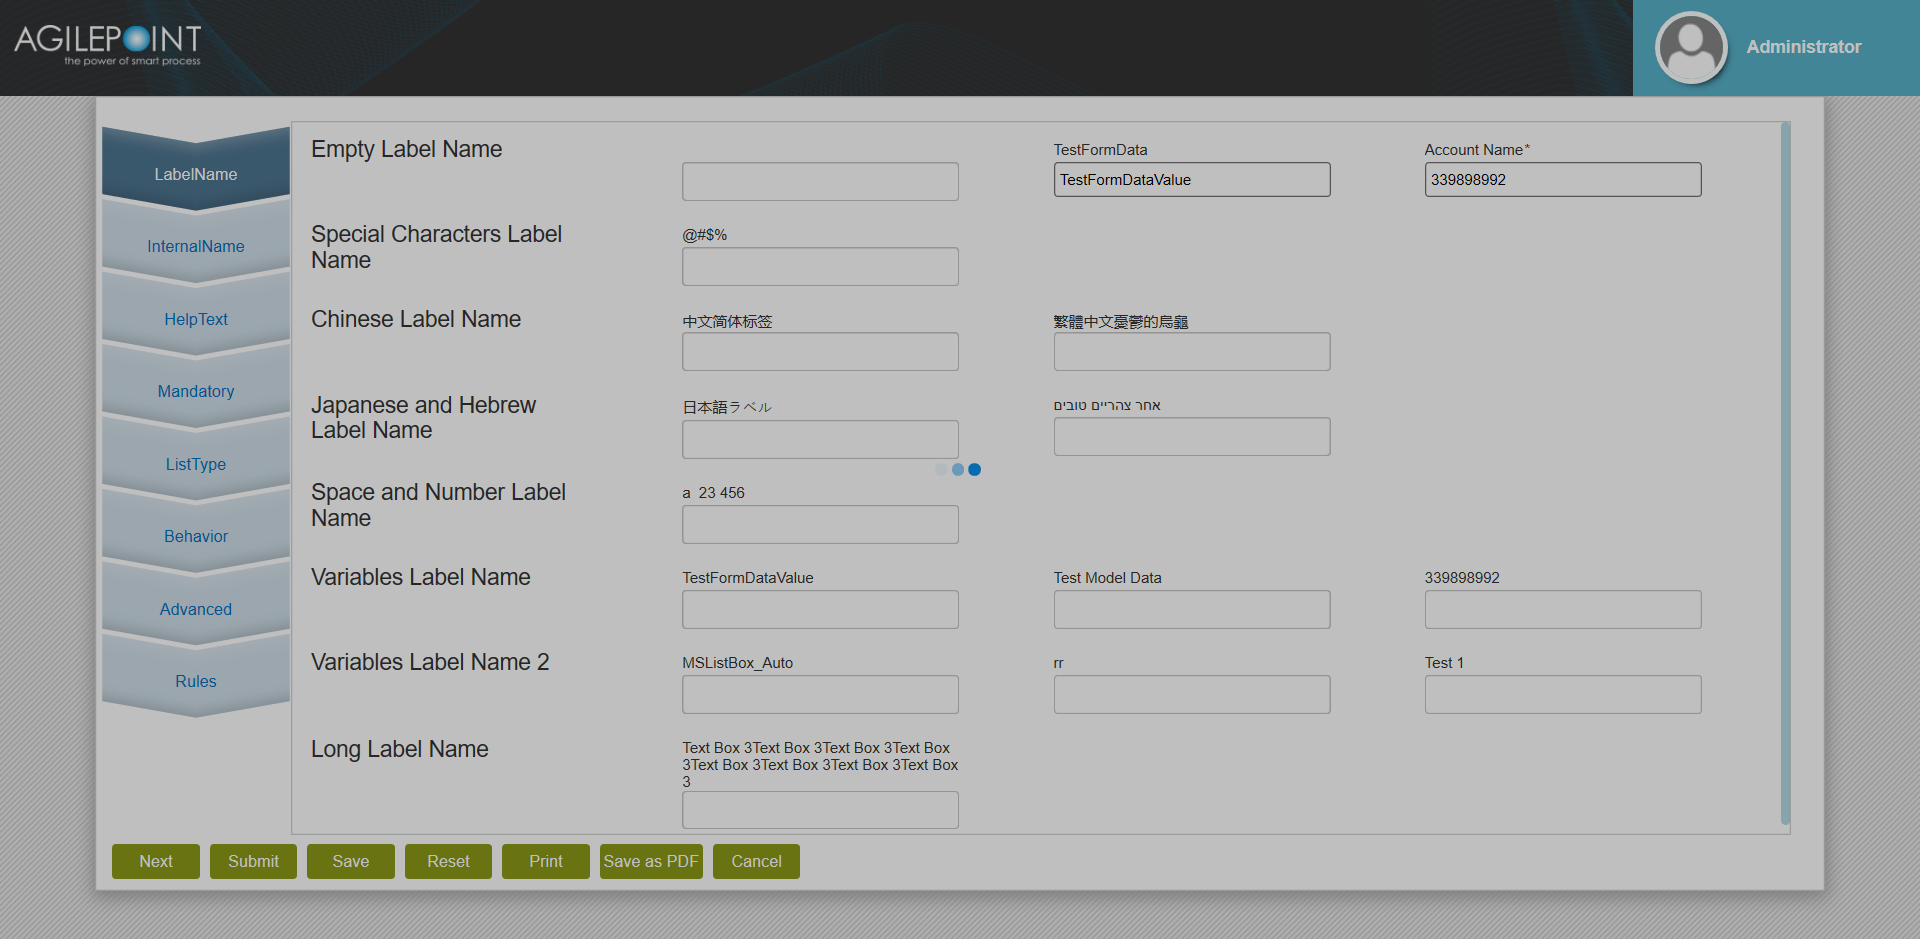 AGILEPOINT
the power of smart process
Administrator
LabelName
InternalName
HelpText
Mandatory
ListType
Behavior
Advanced
Rules
Empty Label Name
TestFormData
TestFormDataValue
Account Name*
339898992
Special Characters Label
Name
@#$%
Chinese Label Name
中文简体标签
繁體中文憂鬱的烏龜
Japanese and Hebrew
Label Name
日本語ラベル
אחר צהריים טובים
Space and Number Label
Name
a  23 456
Variables Label Name
TestFormDataValue
Test Model Data
339898992
Variables Label Name 2
MSListBox_Auto
rr
Test 1
Long Label Name
Text Box 3Text Box 3Text Box 3Text Box
3Text Box 3Text Box 3Text Box 3Text Box
3
Next
Submit
Save
Reset
Print
Save as PDF
Cancel